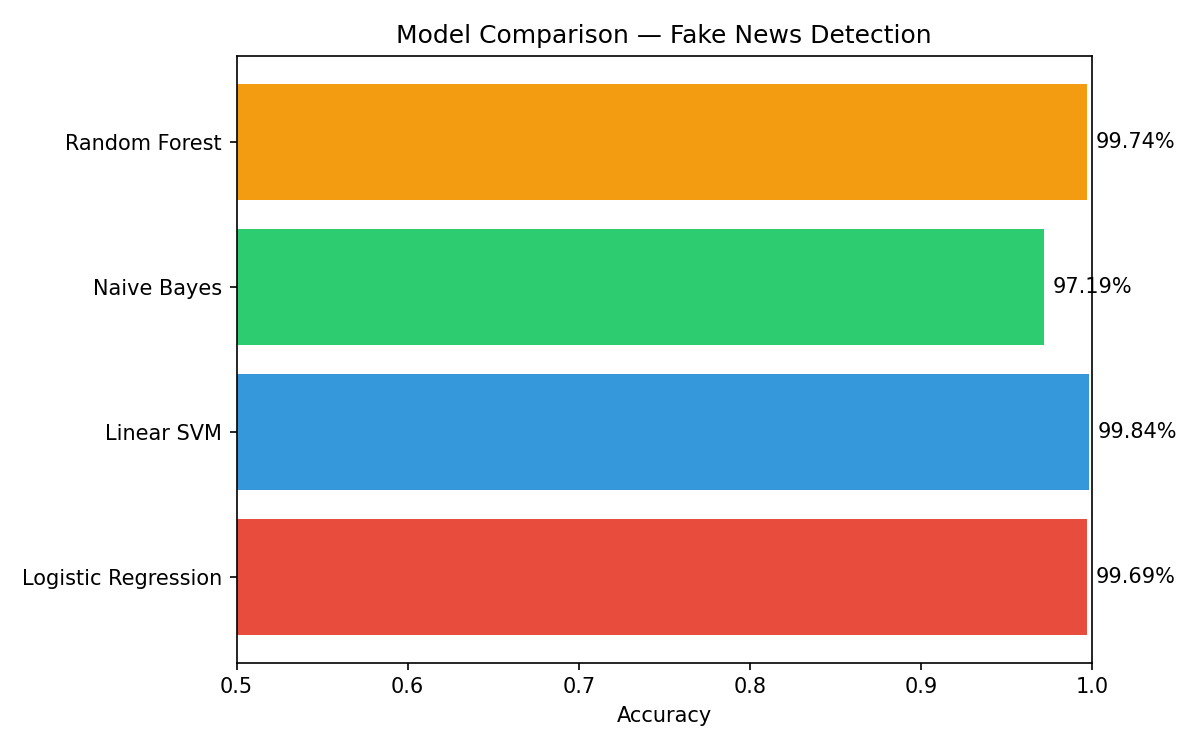 Model Comparison — Fake News Detection
Random Forest
99.74%
Naive Bayes
97.19%
Linear SVM
99.84%
Logistic Regression
99.69%
0.5 0.6 0.7 0.8 0.9 1.0
Accuracy